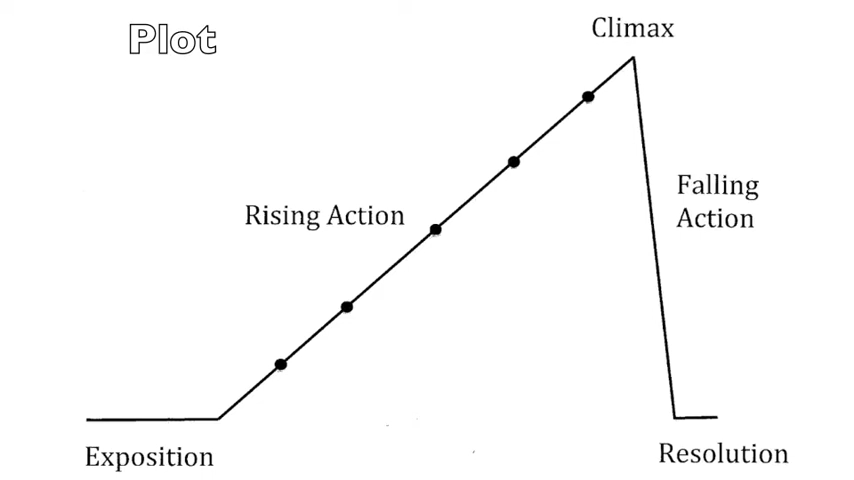 Plot
Climax
Rising Action
Falling
Action
Exposition
Resolution